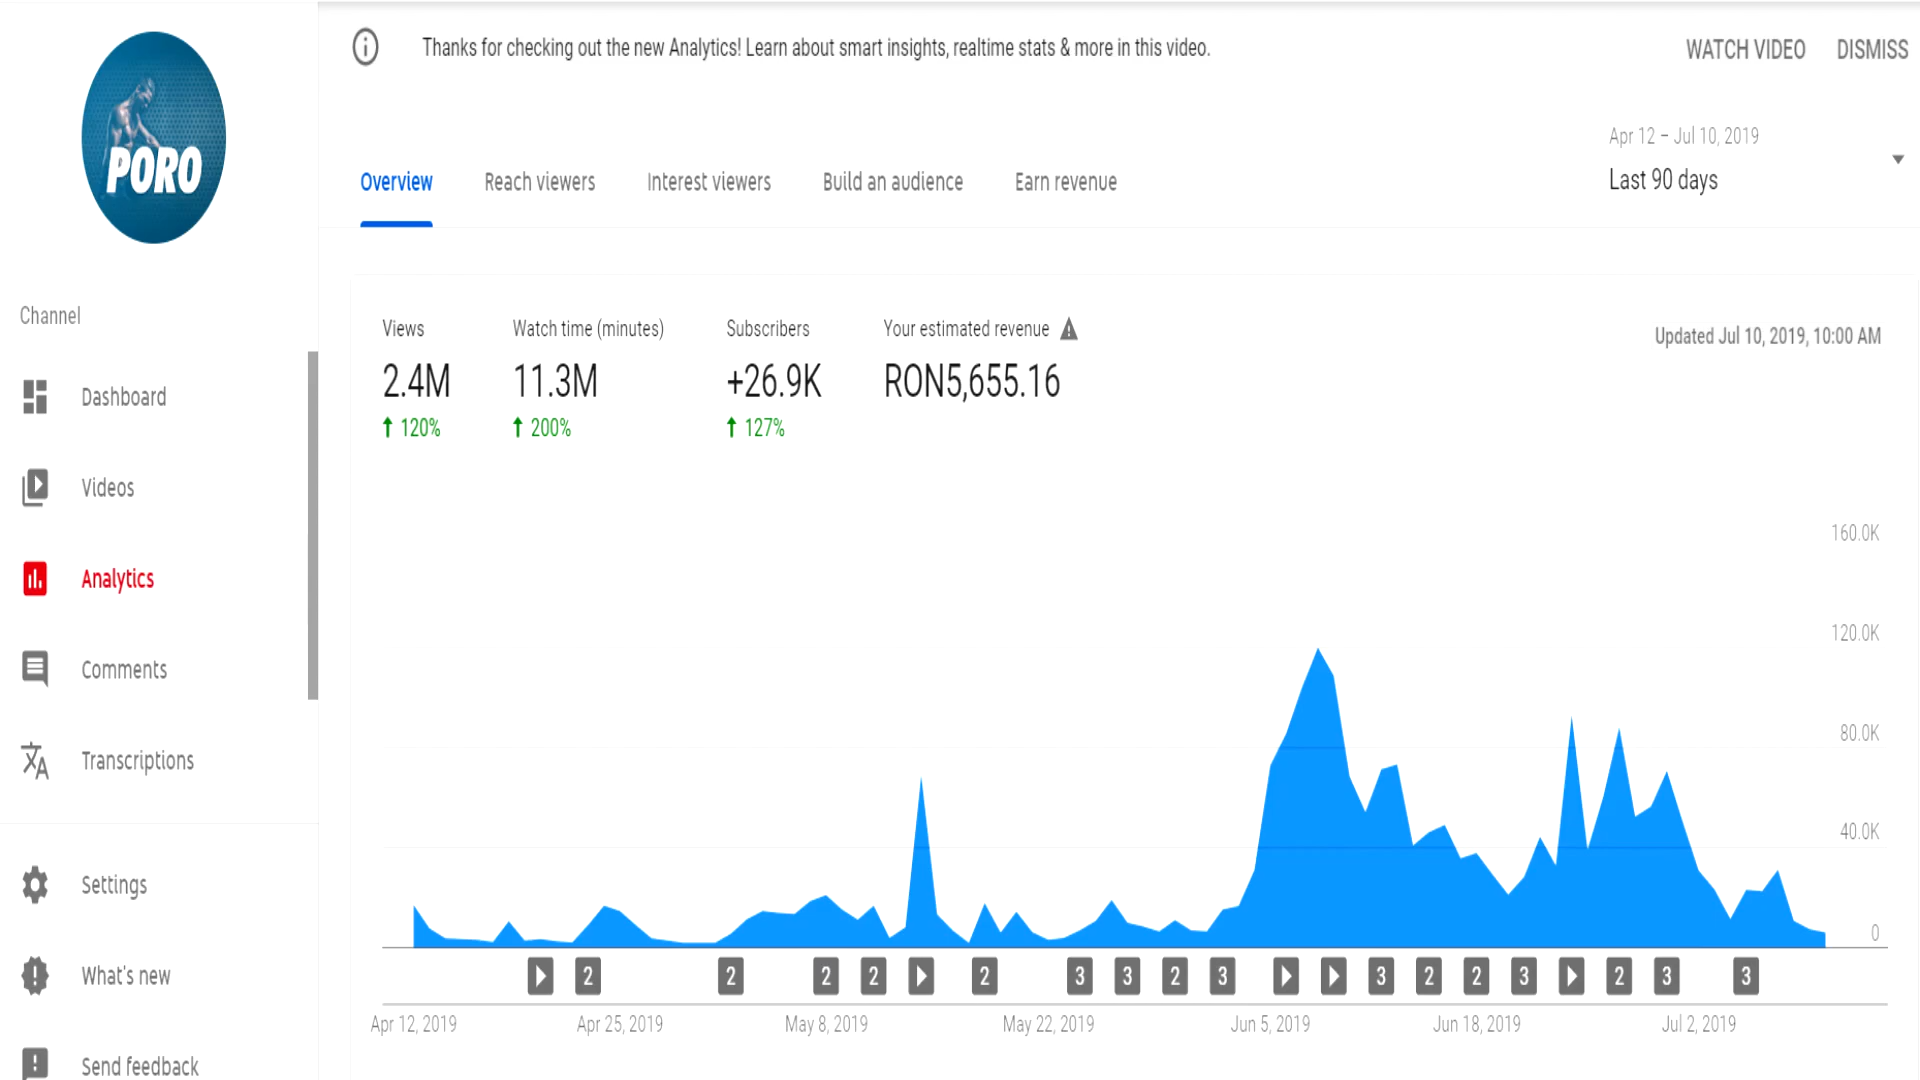 PORO
Channel
Dashboard
Videos
Analytics
Comments
Transcriptions
Settings
What's new
Send feedback
Thanks for checking out the new Analytics! Learn about smart insights, realtime stats & more in this video.
WATCH VIDEO DISMISS
Apr 12 – Jul 10, 2019
Last 90 days
Overview Reach viewers Interest viewers Build an audience Earn revenue
Views Watch time (minutes) Subscribers Your estimated revenue
2.4M 11.3M +26.9K RON5,655.16
120% 200% 127%
Updated Jul 10, 2019, 10:00 AM
160.0K
120.0K
80.0K
40.0K
0
2 2 2 2 2 3 3 2 3 3 2 2 3 2 3 3
Apr 12, 2019 Apr 25, 2019 May 8, 2019 May 22, 2019 Jun 5, 2019 Jun 18, 2019 Jul 2, 2019